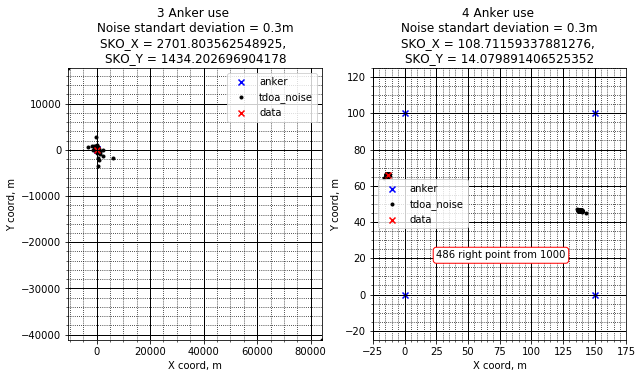 3 Anker use
Noise standart deviation = 0.3m
SKO_X = 2701.803562548925,
SKO_Y = 1434.202696904178
anker
tdoa_noise
data
10000
0
−10000
−20000
−30000
−40000
Y coord, m
0
20000
40000
60000
80000
X coord, m
4 Anker use
Noise standart deviation = 0.3m
SKO_X = 108.71159337881276,
SKO_Y = 14.079891406525352
120
100
80
60
40
20
0
−20
Y coord, m
anker
tdoa_noise
data
486 right point from 1000
−25
0
25
50
75
100
125
150
175
X coord, m